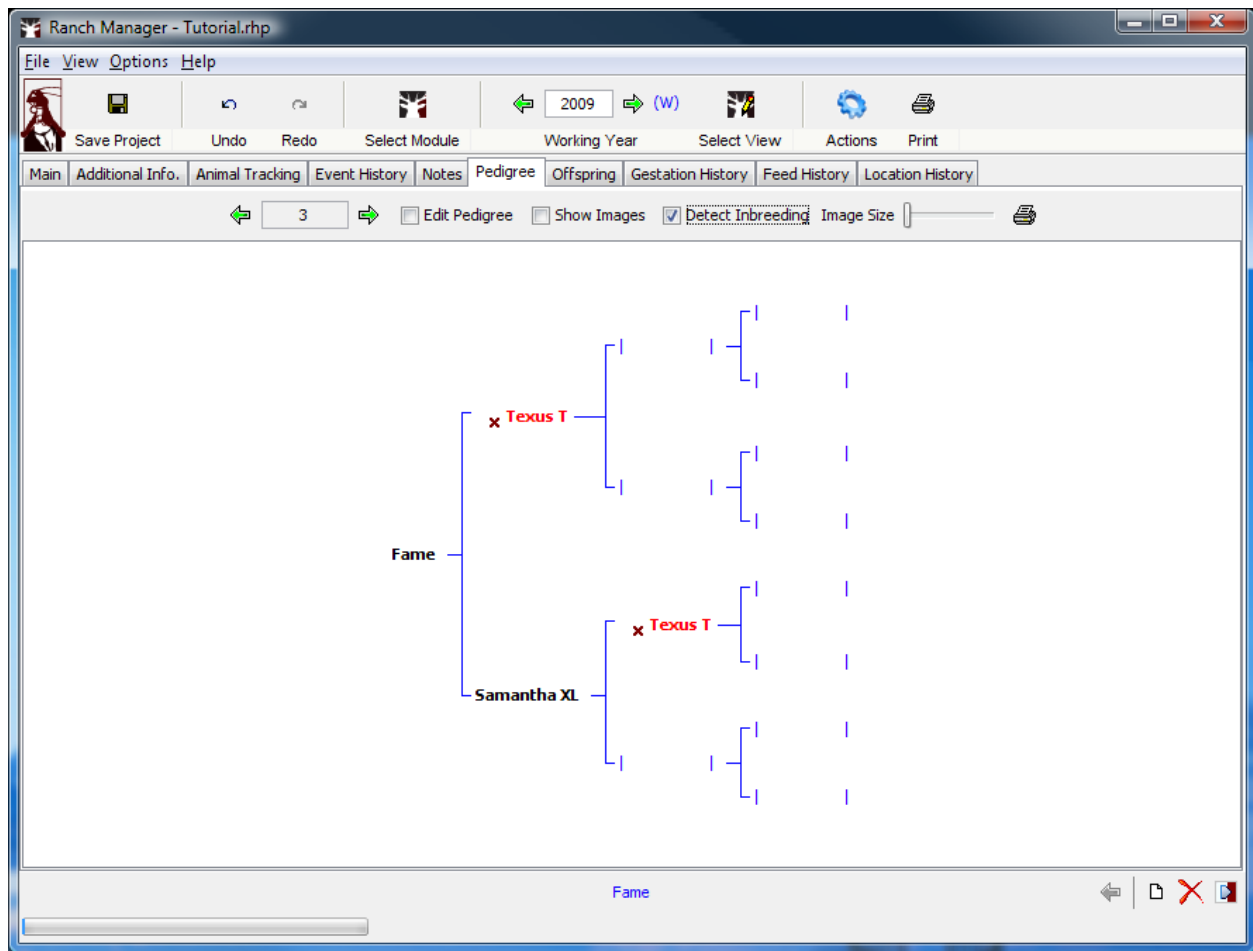 Ranch Manager - Tutorial.rhp
File View Options Help
2009 (W)
Save Project Undo Redo Select Module Working Year Select View Actions Print
Main Additional Info. Animal Tracking Event History Notes Pedigree Offspring Gestation History Feed History Location History
3 Edit Pedigree Show Images Detect Inbreeding Image Size
Texus T
Fame
Texus T
Samantha XL
Fame